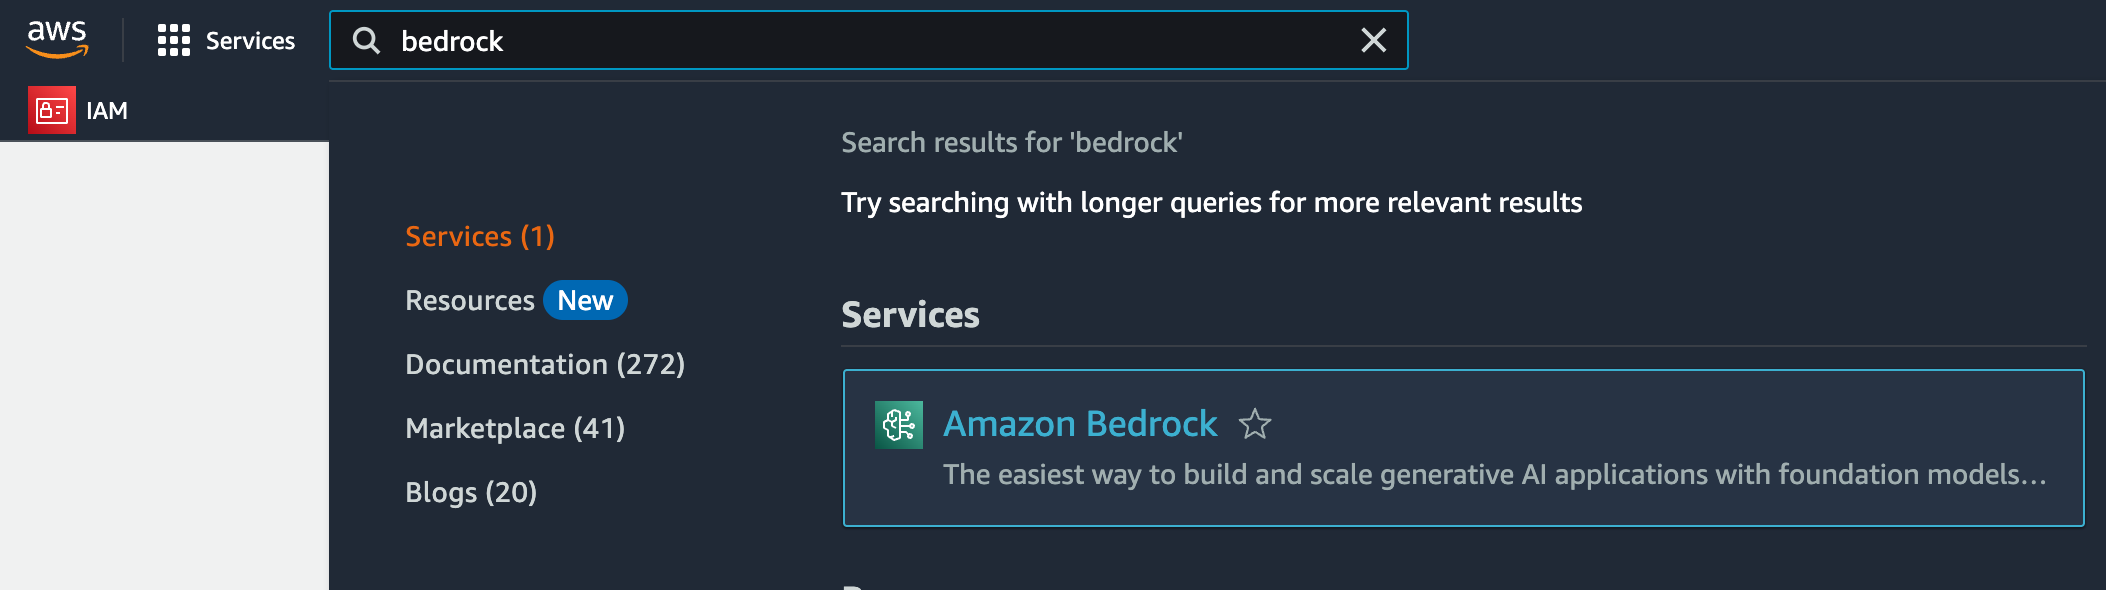 aws
Services
bedrock
IAM
Search results for 'bedrock'
Try searching with longer queries for more relevant results
Services (1)
Resources New
Documentation (272)
Marketplace (41)
Blogs (20)
Services
Amazon Bedrock
The easiest way to build and scale generative AI applications with foundation models...